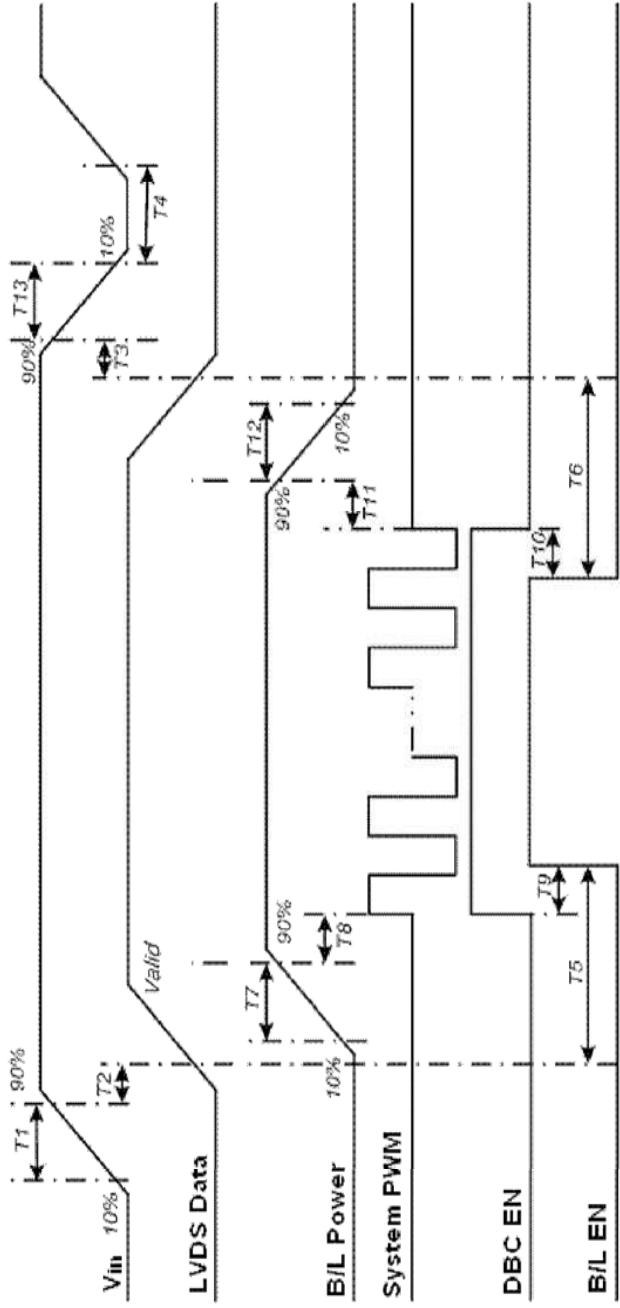 T1
90%
90%
T13
Vin
10%
T2
T3
10%
T4
LVDS Data
Valid
B/L Power
10%
T7
90%
T8
90%
T12
10%
T11
System PWM
DBC EN
T9
T10
B/L EN
T5
T6